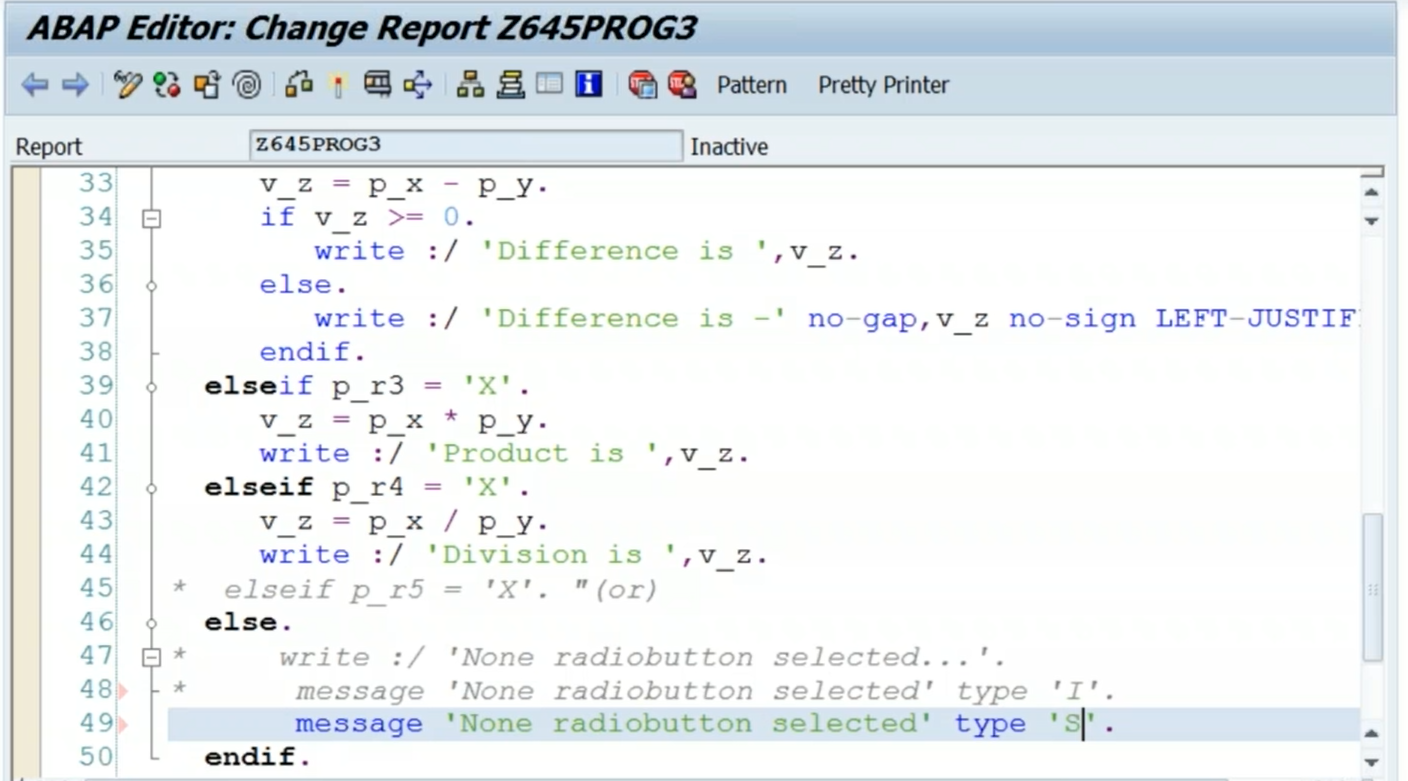 ABAP Editor: Change Report Z645PROG3
Pattern Pretty Printer
Report Z645PROG3 Inactive
33 v_z = p_x - p_y.
34 if v_z >= 0.
35 write :/ 'Difference is ',v_z.
36 else.
37 write :/ 'Difference is -' no-gap,v_z no-sign LEFT-JUSTIF
38 endif.
39 elseif p_r3 = 'X'.
40 v_z = p_x * p_y.
41 write :/ 'Product is ',v_z.
42 elseif p_r4 = 'X'.
43 v_z = p_x / p_y.
44 write :/ 'Division is ',v_z.
45 * elseif p_r5 = 'X'. "(or)
46 else.
47 * write :/ 'None radiobutton selected...'.
48 * message 'None radiobutton selected' type 'I'.
49 message 'None radiobutton selected' type 'S'.
50 endif.